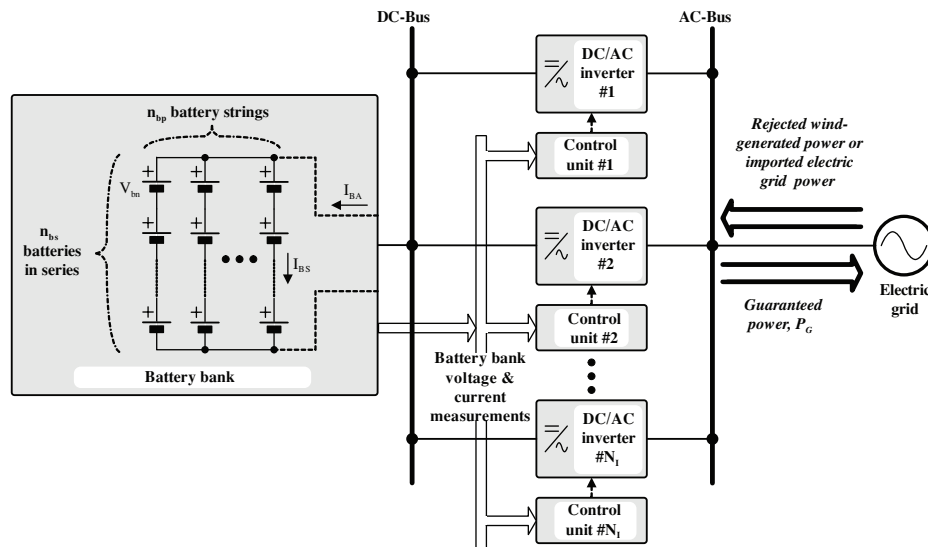 DC-Bus
AC-Bus
DC/AC
inverter
#1
Control
unit #1
n_bp battery strings
V_bn
n_bs
batteries
in series
I_BA
I_BS
+
+
+
+
+
+
+
+
+
Battery bank
Battery bank
voltage &
current
measurements
DC/AC
inverter
#2
Control
unit #2
DC/AC
inverter
#N_I
Control
unit #N_I
Rejected wind-
generated power or
imported electric
grid power
Guaranteed
power, P_G
Electric
grid